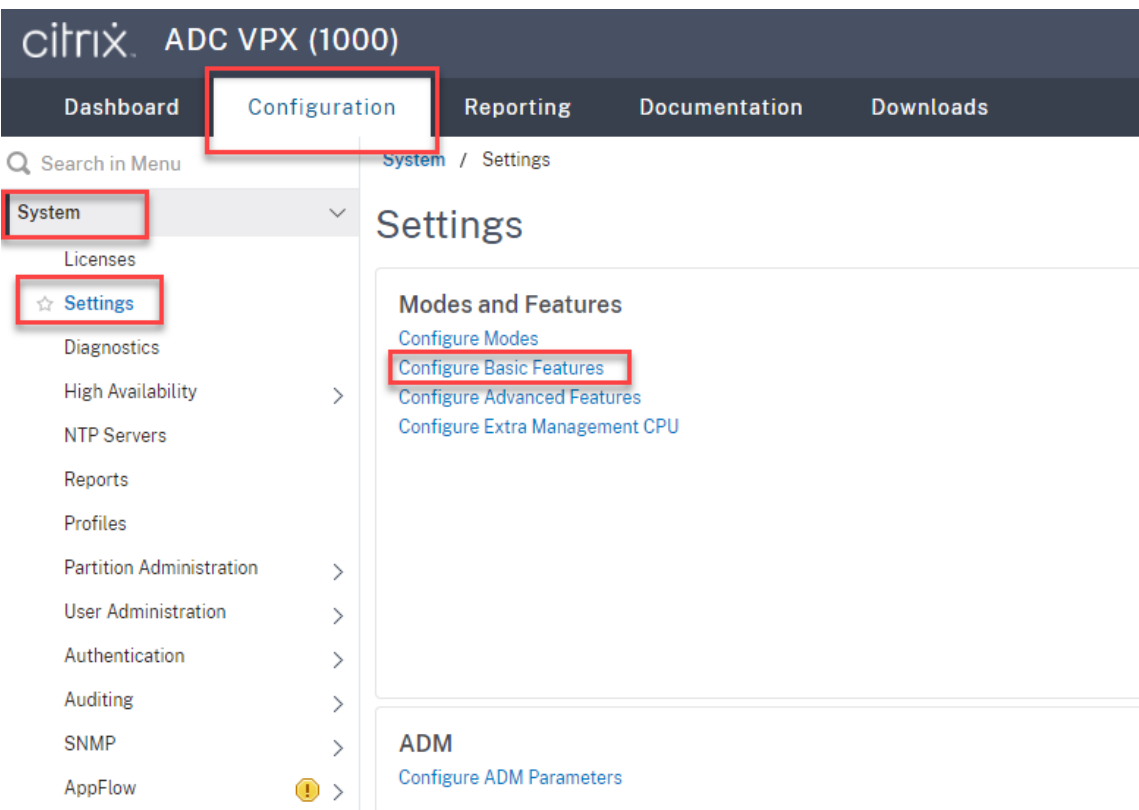 citrix. ADC VPX (1000)
Dashboard Configuration Reporting Documentation Downloads
Search in Menu
System
Licenses
Settings
Diagnostics
High Availability
NTP Servers
Reports
Profiles
Partition Administration
User Administration
Authentication
Auditing
SNMP
AppFlow
System / Settings
Settings
Modes and Features
Configure Modes
Configure Basic Features
Configure Advanced Features
Configure Extra Management CPU
ADM
Configure ADM Parameters